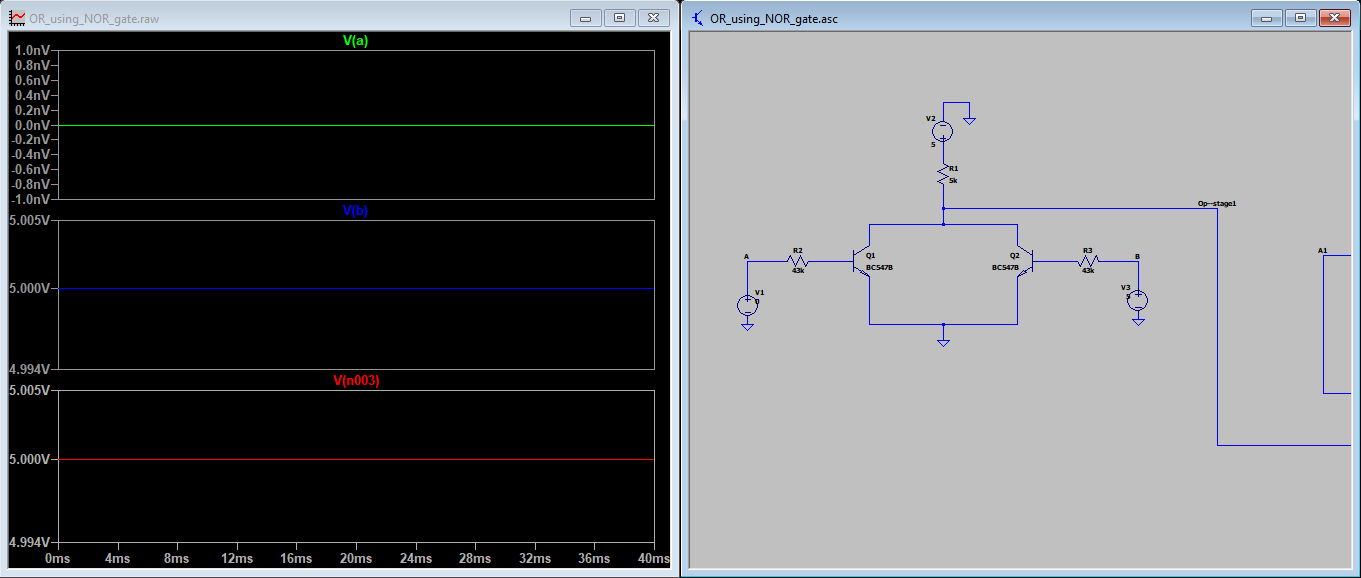 OR_using_NOR_gate.raw
V(a)
1.0nV
0.8nV
0.6nV
0.4nV
0.2nV
0.0nV
-0.2nV
-0.4nV
-0.6nV
-0.8nV
-1.0nV
V(b)
5.005V
5.000V
4.994V
V(n003)
5.005V
5.000V
4.994V
0ms 4ms 8ms 12ms 16ms 20ms 24ms 28ms 32ms 36ms 40ms
OR_using_NOR_gate.asc
V2
5
R1
5k
Op--stage1
A
R2
43k
Q1
BC547B
Q2
BC547B
R3
43k
B
A1
V1
0
V3
5